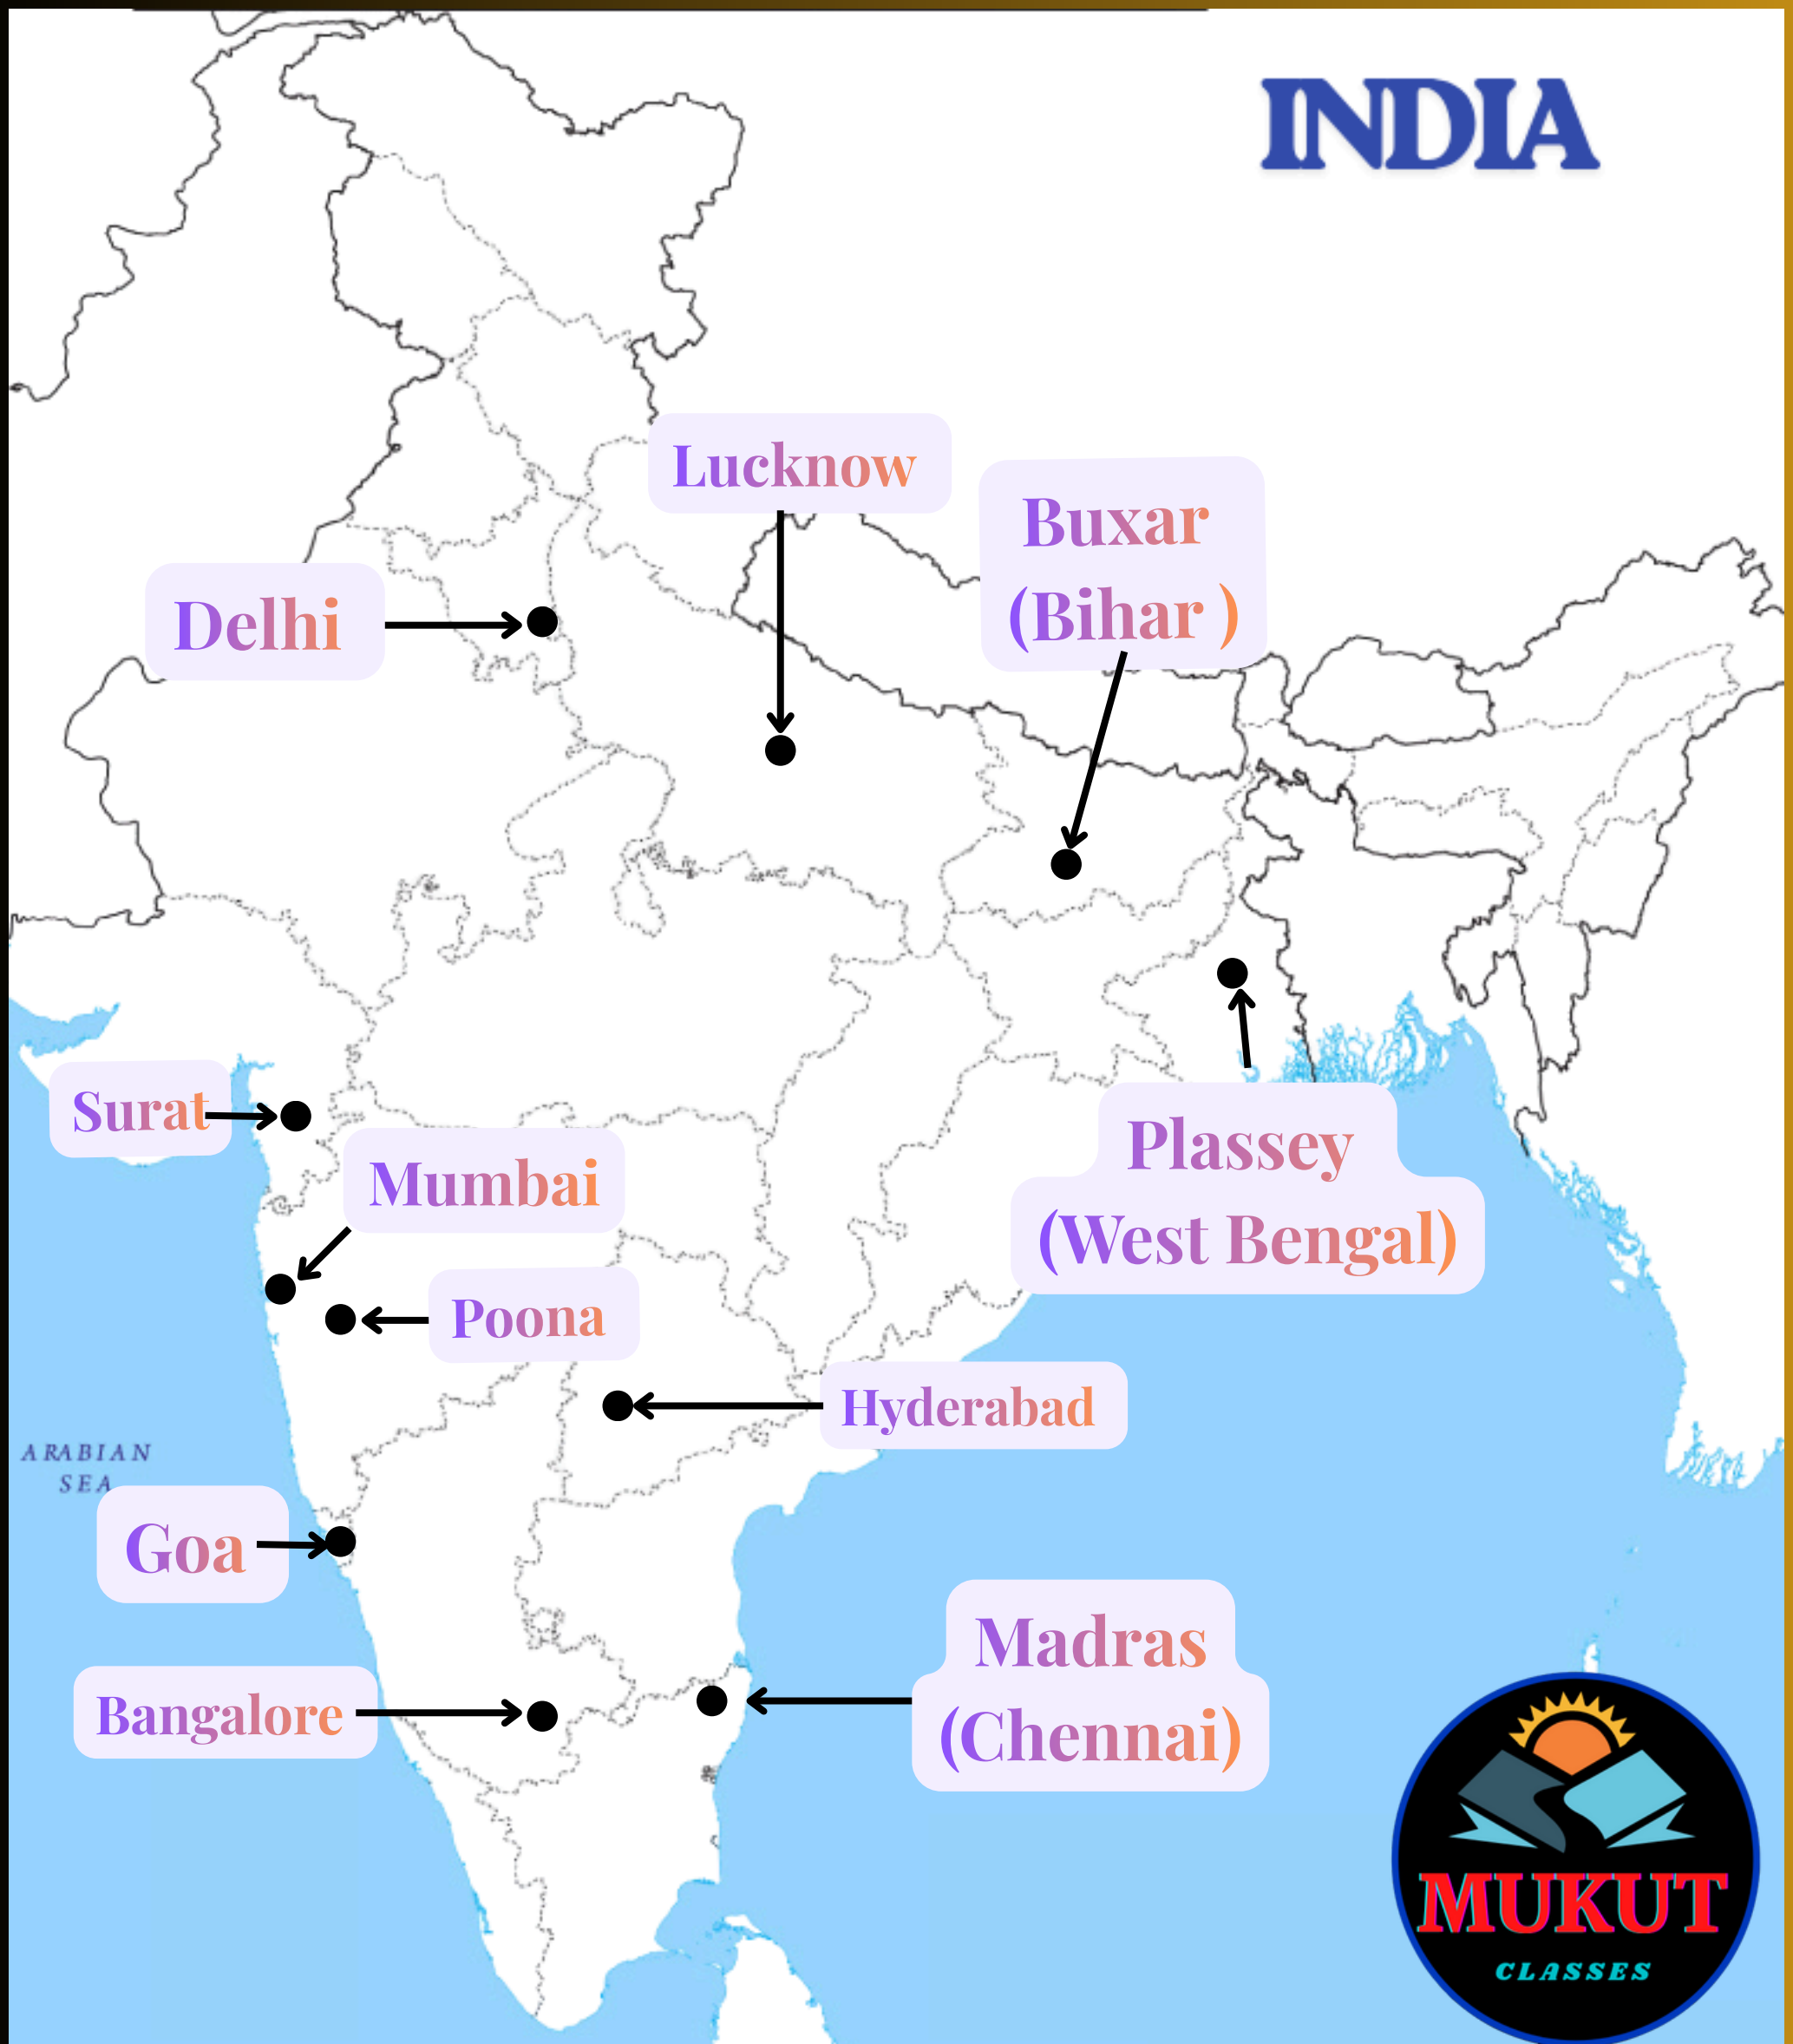 INDIA
Lucknow
Buxar
(Bihar )
Delhi
Surat
Mumbai
Plassey
(West Bengal)
Poona
Hyderabad
ARABIAN
SEA
Goa
Madras
(Chennai)
Bangalore
MUKUT
CLASSES